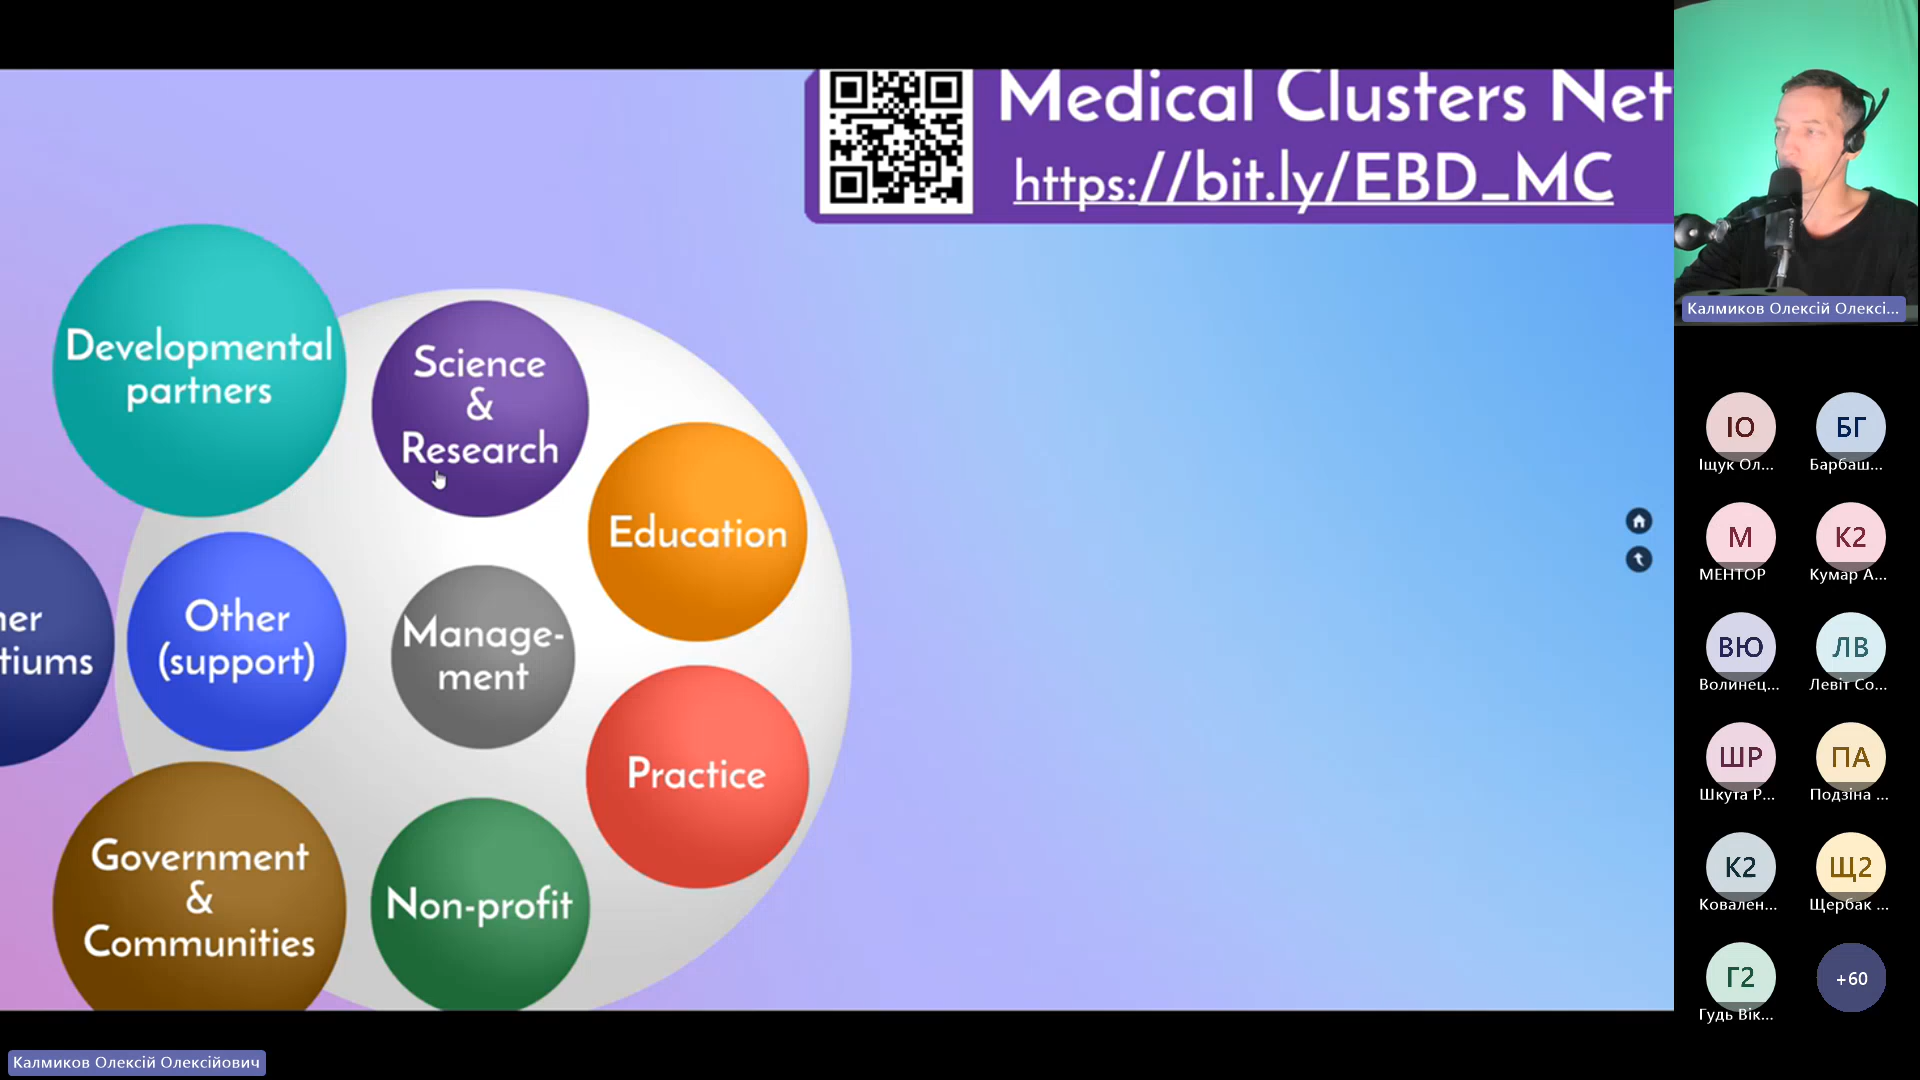 Medical Clusters Net
https://bit.ly/EBD_MC
Developmental
partners
Science
&
Research
Education
ner
tiums
Other
(support)
Manage-
ment
Practice
Government
&
Communities
Non-profit
Калмиков Олексій Олексі...
ІО
Іщук Ол...
БГ
Барбаш...
М
МЕНТОР
К2
Кумар А...
ВЮ
Волинец...
ЛВ
Левіт Со...
ШР
Шкута Р...
ПА
Подзіна ...
К2
Ковален...
Щ2
Щербак ...
Г2
Гудь Вік...
+60
Калмиков Олексій Олексійович